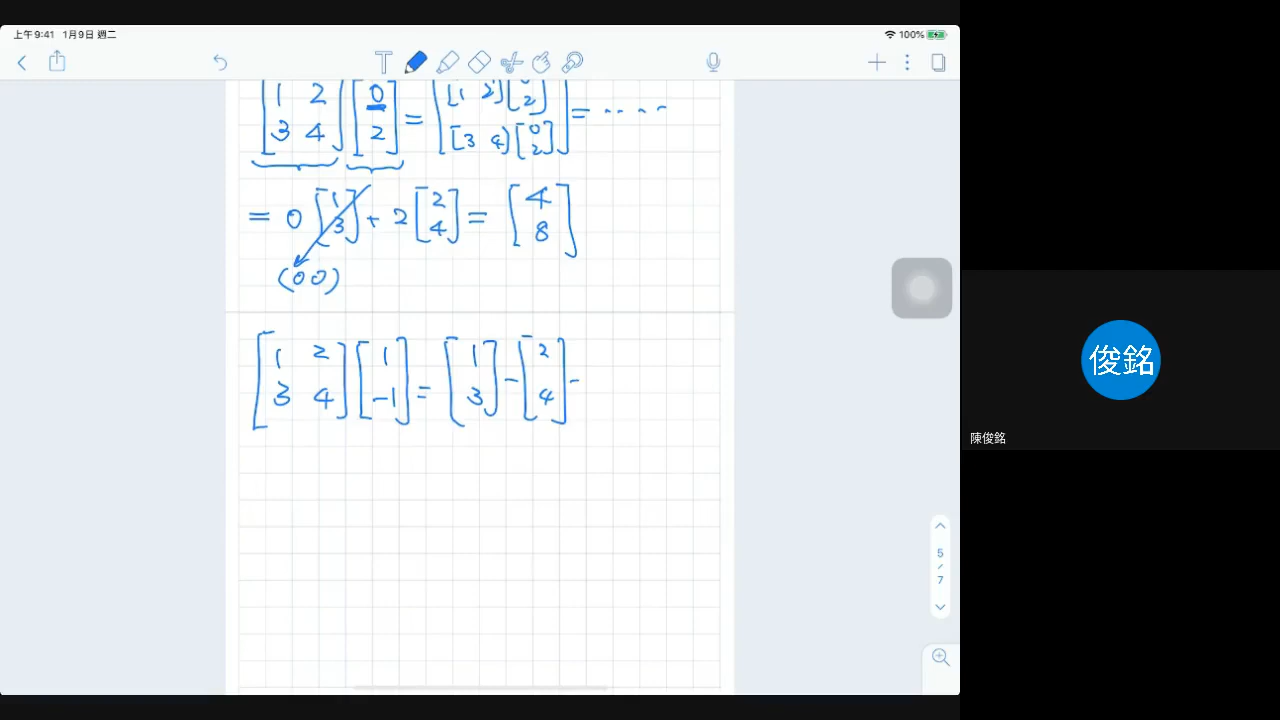 上午9:41 1月9日 週二
100%
T
[1 2; 3 4] [0; 2] = [[1 2][0; 2]; [3 4][0; 2]] = ....
= 0 [1; 3] + 2 [2; 4] = [4; 8]
(00)
[1 2; 3 4] [1; -1] = [1; 3] - [2; 4] -
5
/
7
俊銘
陳俊銘